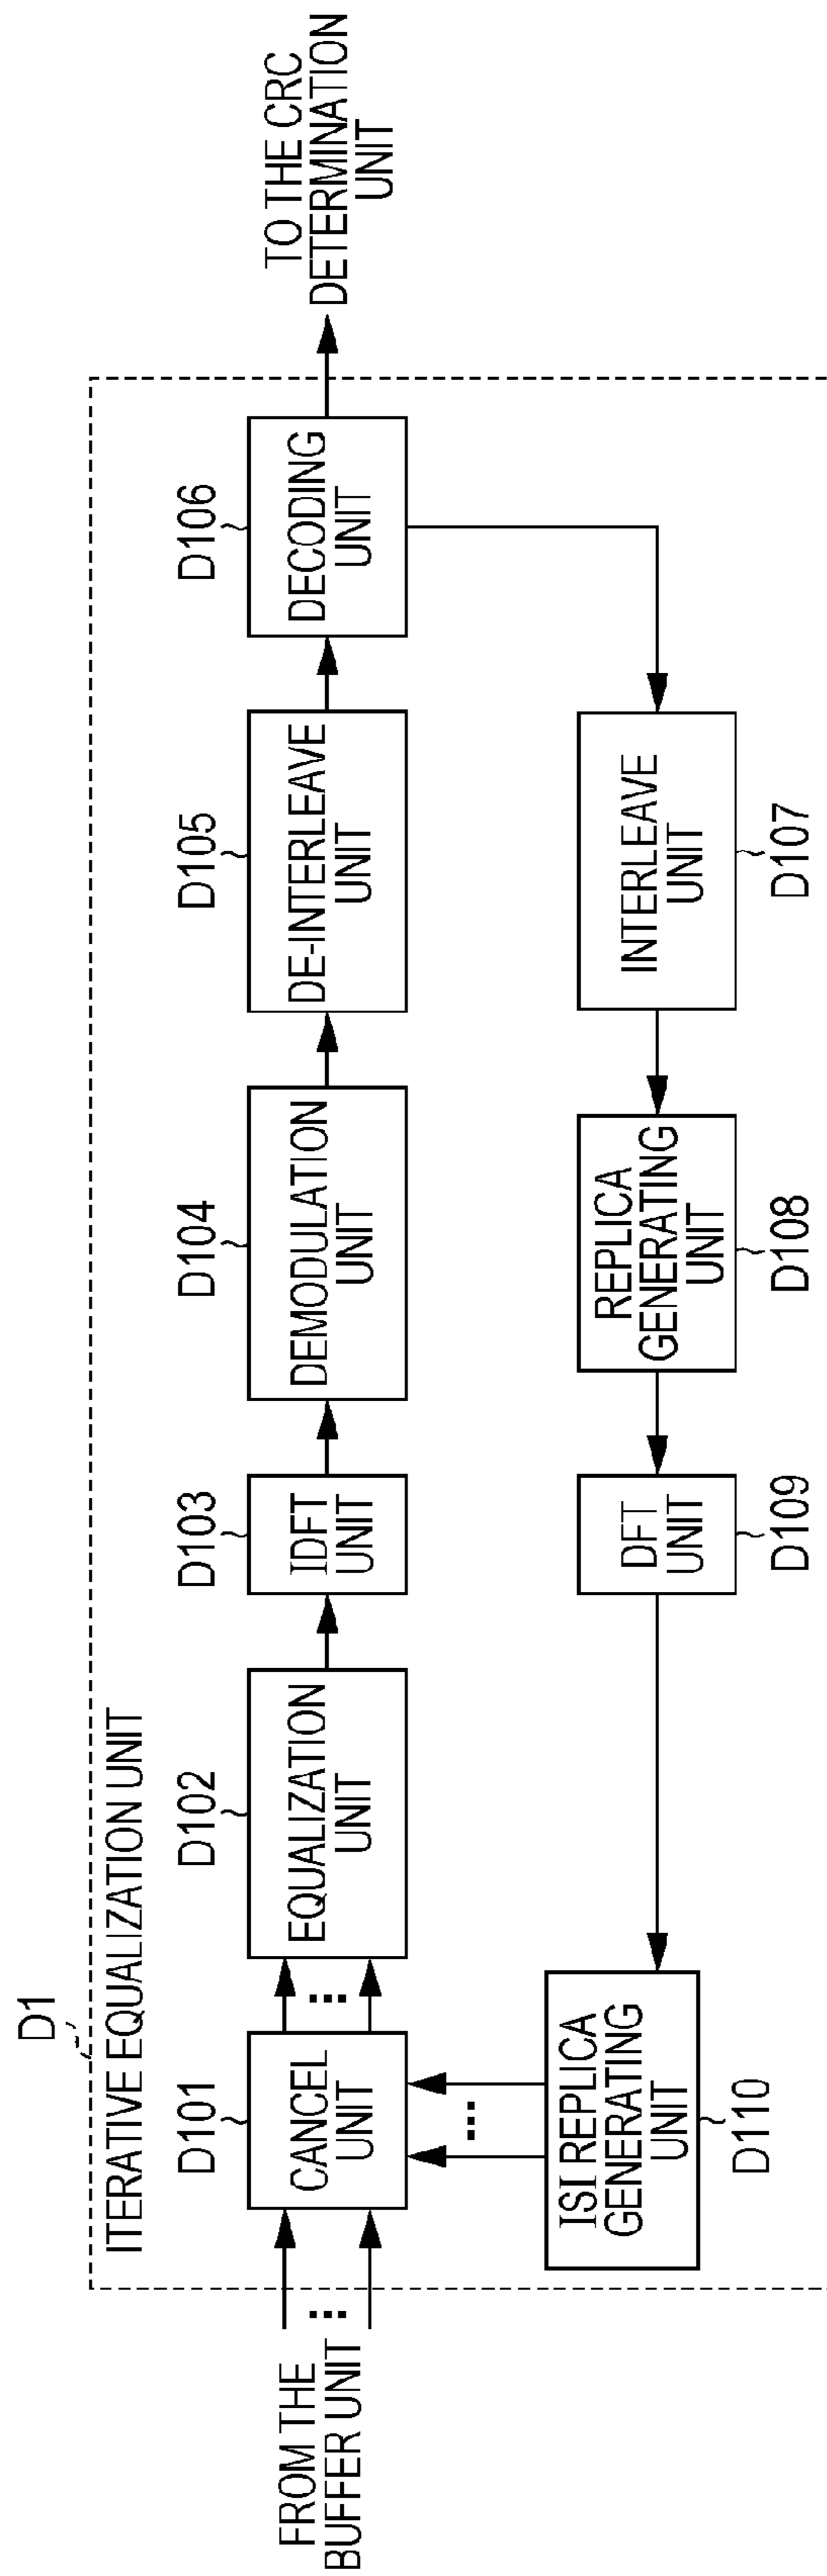 D1
ITERATIVE EQUALIZATION UNIT
FROM THE
BUFFER UNIT
D101
CANCEL
UNIT
D102
EQUALIZATION
UNIT
D103
IDFT
UNIT
D104
DEMODULATION
UNIT
D105
DE-INTERLEAVE
UNIT
D106
DECODING
UNIT
TO THE CRC
DETERMINATION
UNIT
ISI REPLICA
GENERATING
UNIT
D110
DFT
UNIT
D109
REPLICA
GENERATING
UNIT
D108
INTERLEAVE
UNIT
D107